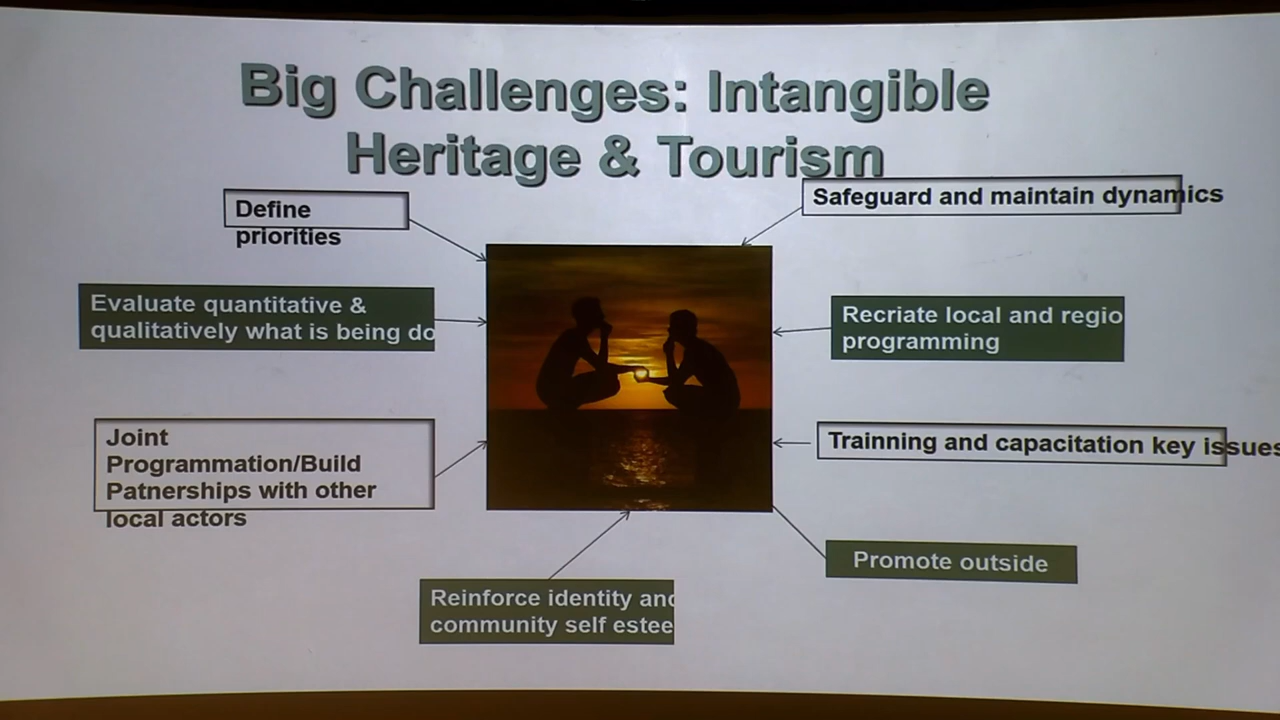 Big Challenges: Intangible
Heritage & Tourism
Define
priorities
Safeguard and maintain dynamics
Evaluate quantitative &
qualitatively what is being do
Recriate local and regio
programming
Joint
Programmation/Build
Patnerships with other
local actors
Trainning and capacitation key issues
Promote outside
Reinforce identity and
community self estee